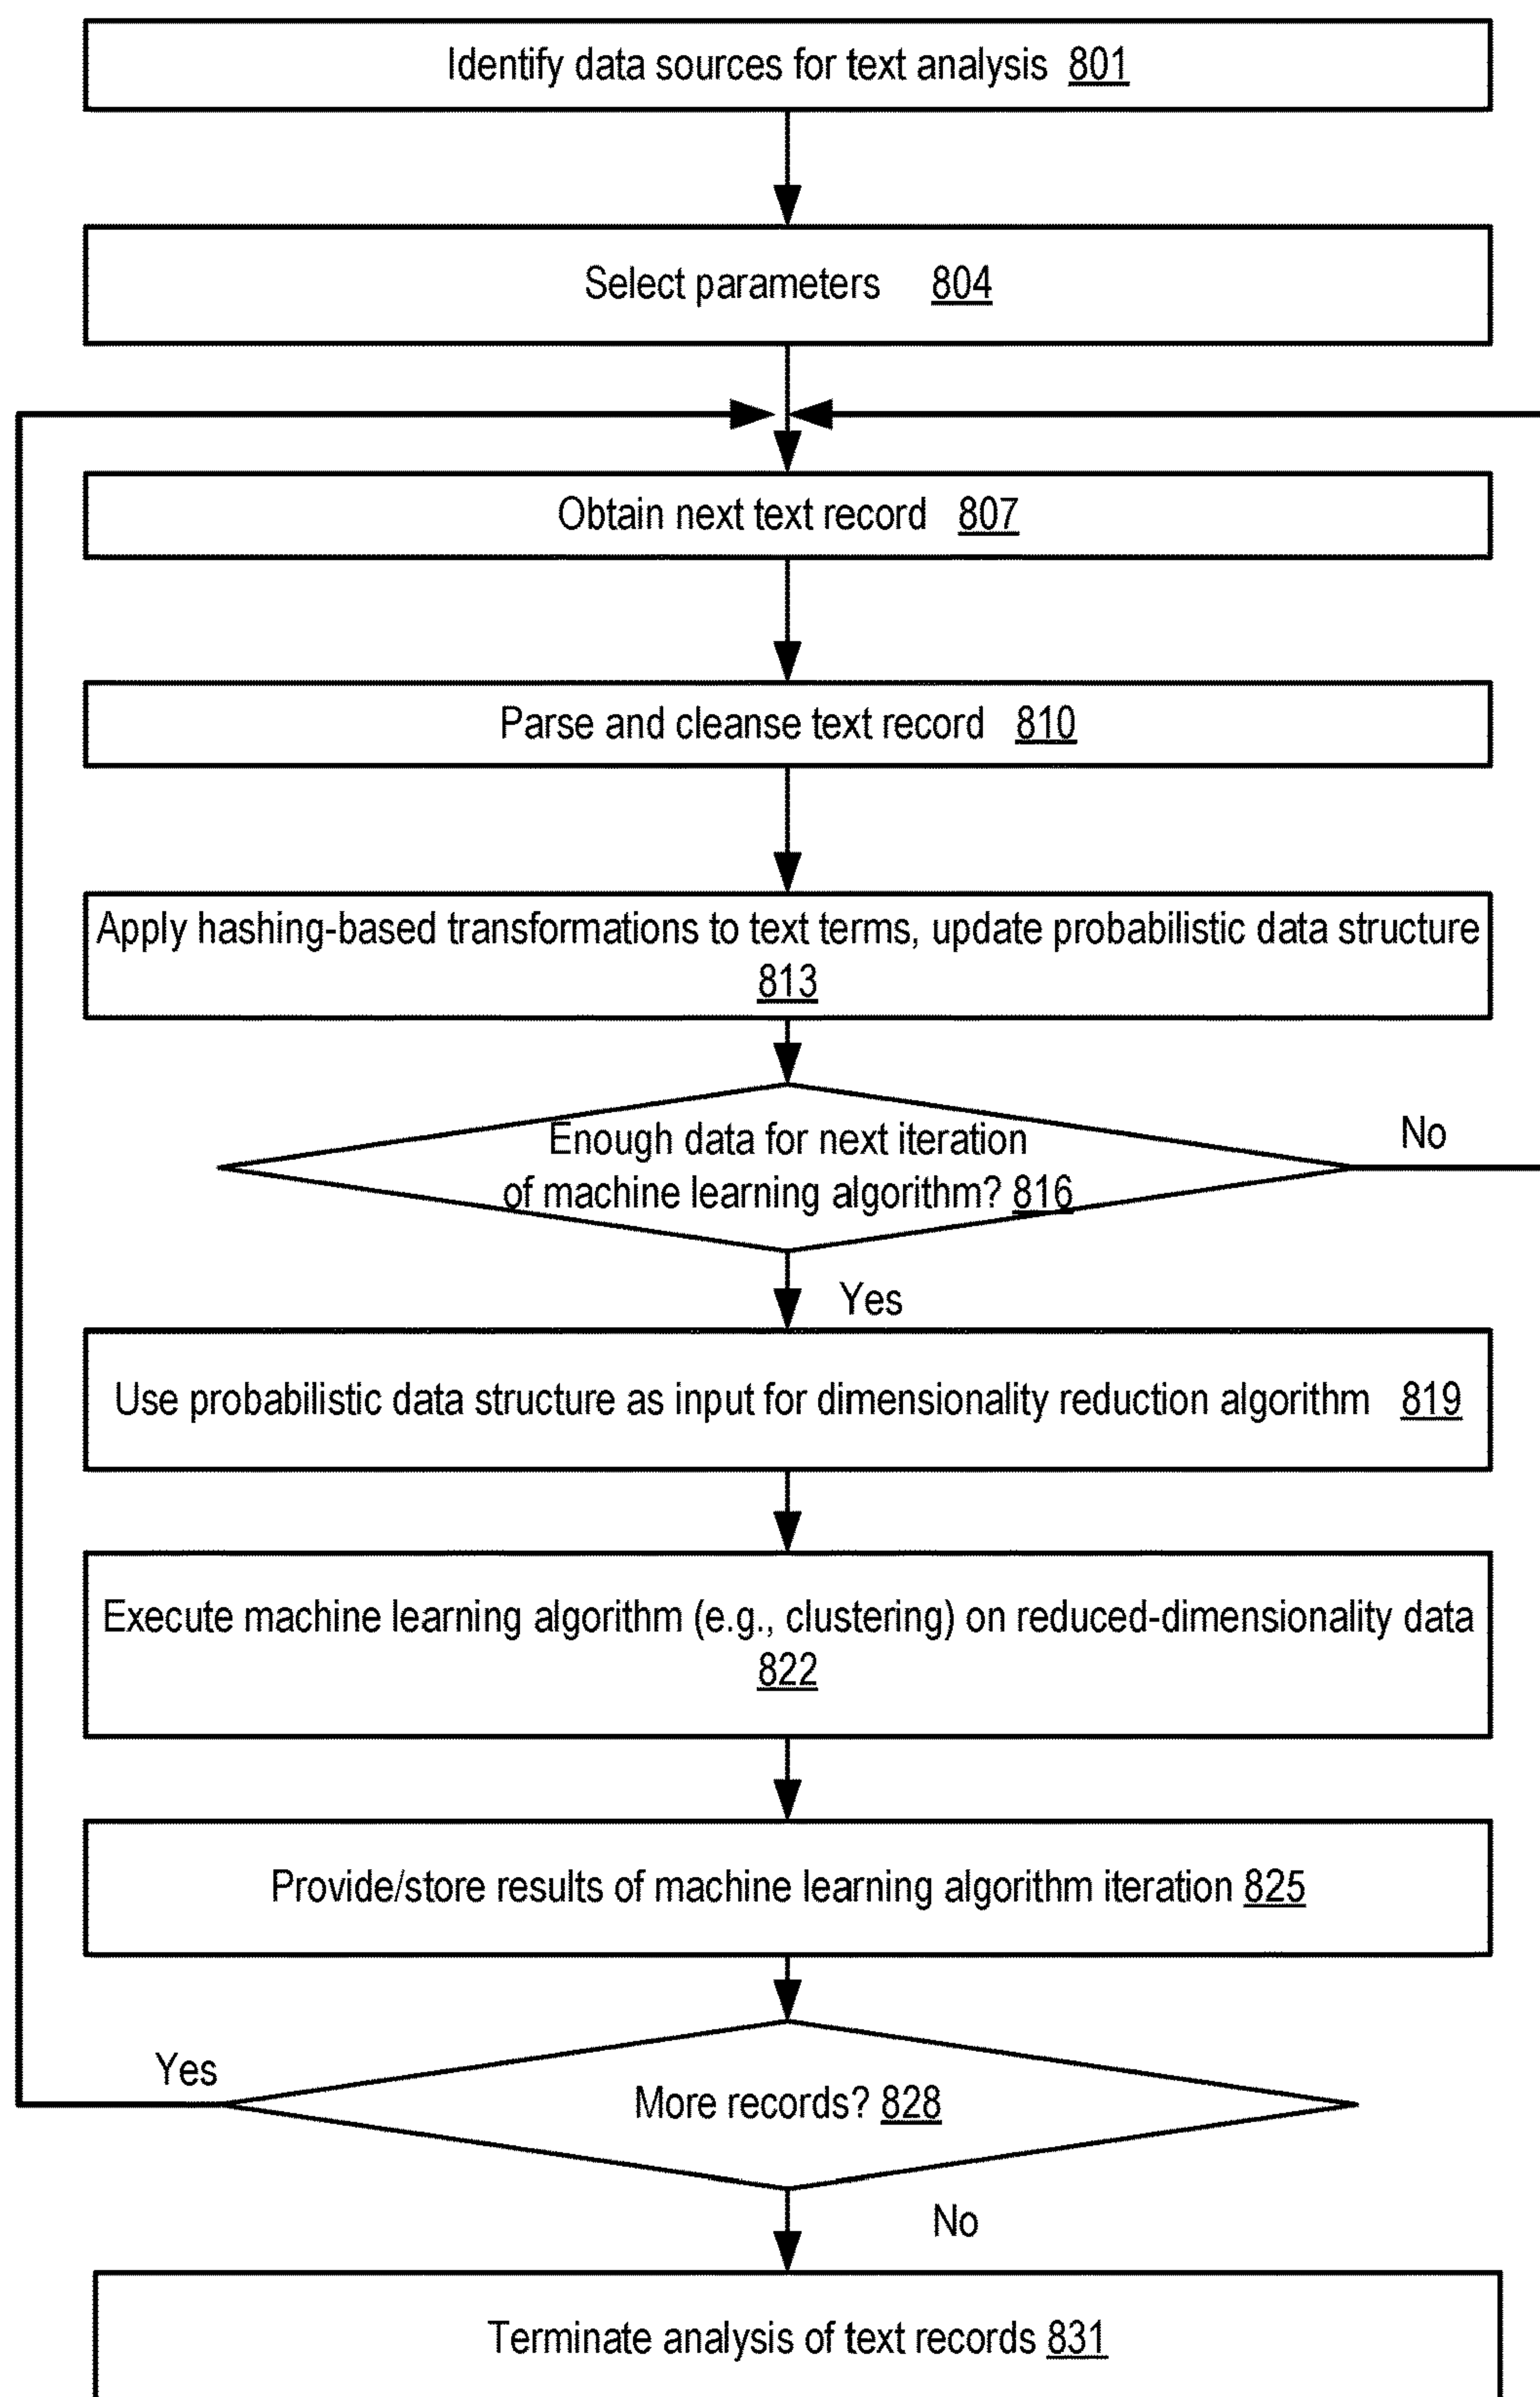 Identify data sources for text analysis 801
Select parameters 804
Obtain next text record 807
Parse and cleanse text record 810
Apply hashing-based transformations to text terms, update probabilistic data structure
813
Enough data for next iteration
of machine learning algorithm? 816
No
Yes
Use probabilistic data structure as input for dimensionality reduction algorithm 819
Execute machine learning algorithm (e.g., clustering) on reduced-dimensionality data
822
Provide/store results of machine learning algorithm iteration 825
Yes
More records? 828
No
Terminate analysis of text records 831